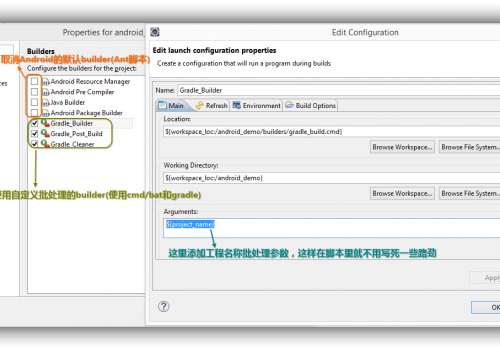 Properties for android_
Edit Configuration
Builders
取消Android的默认builder(Ant脚本)
Configure the builders for the project:
Android Resource Manager
Android Pre Compiler
Java Builder
Android Package Builder
Gradle_Builder
Gradle_Post_Build
Gradle_Cleaner
使用自定义批处理的builder(使用cmd/bat和gradle)
Edit launch configuration properties
Create a configuration that will run a program during builds
Name: Gradle_Builder
Main Refresh Environment Build Options
Location:
${workspace_loc:/android_demo/builders/gradle_build.cmd}
Browse Workspace... Browse File System...
Working Directory:
${workspace_loc:/android_demo}
Browse Workspace... Browse File System...
Arguments:
${project_name}
这里添加工程名称批处理参数，这样在脚本里就不用写死一些路劲
Apply
OK